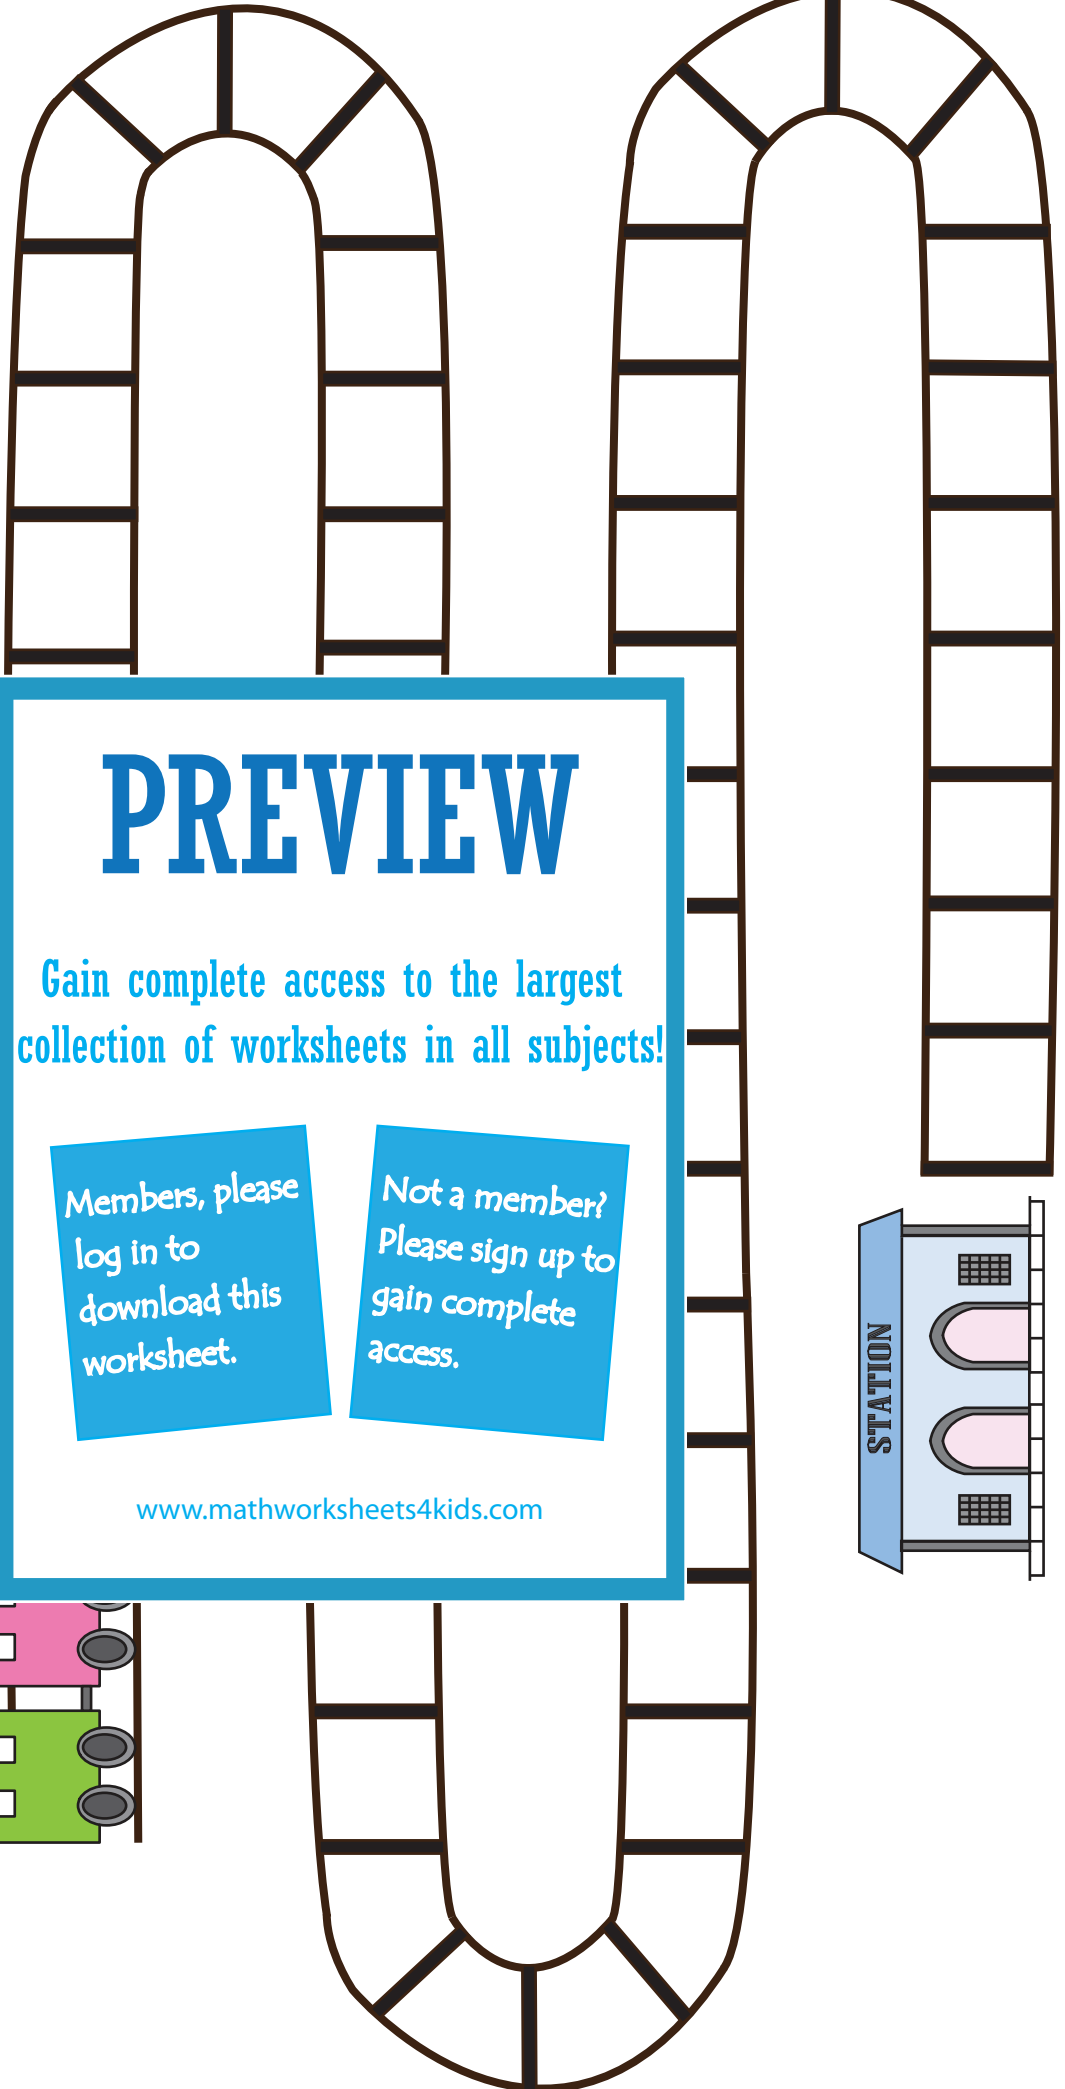 PREVIEW
Gain complete access to the largest
collection of worksheets in all subjects!
Members, please
log in to
download this
worksheet.
Not a member?
Please sign up to
gain complete
access.
www.mathworksheets4kids.com
STATION